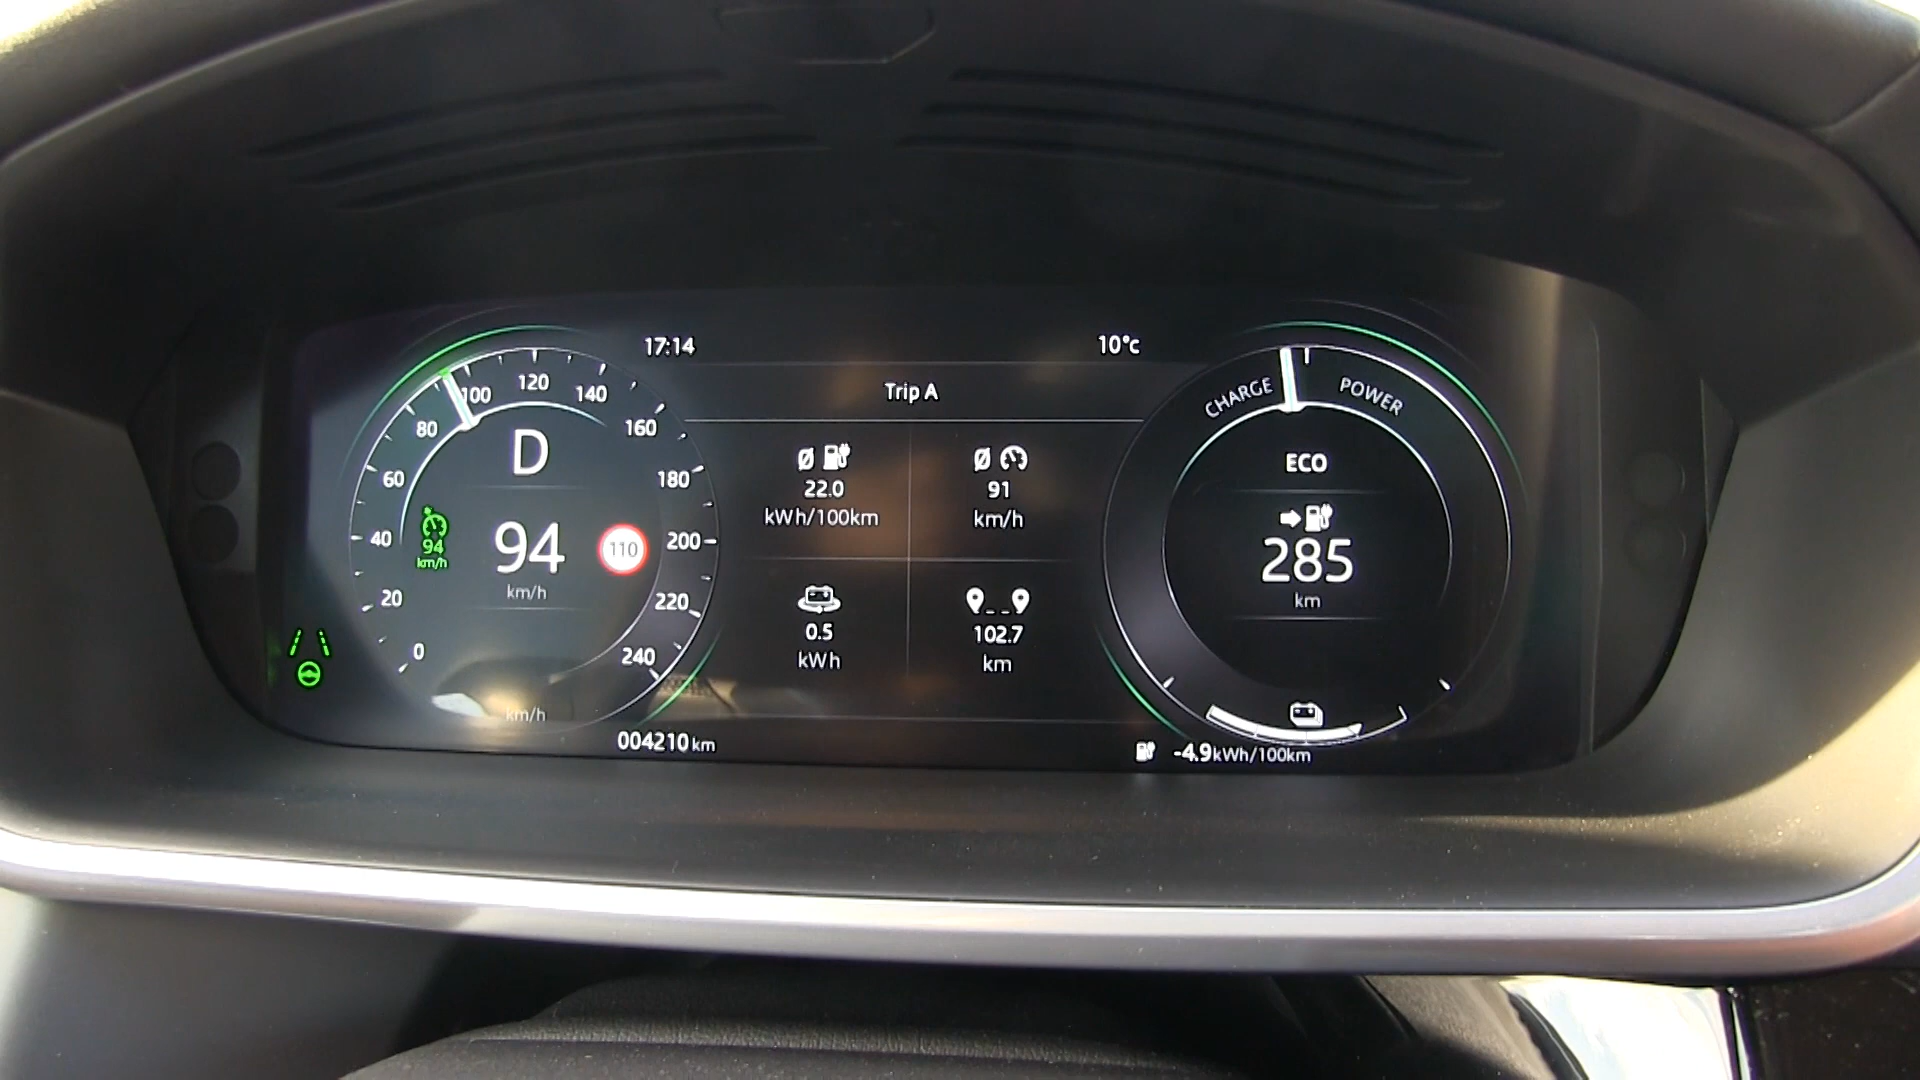 17:14
10°c
Trip A
0
20
40
60
80
100
120
140
160
180
200
220
240
km/h
D
94
km/h
94
km/h
110
Ø
22.0
kWh/100km
Ø
91
km/h
0.5
kWh
102.7
km
CHARGE
POWER
ECO
285
km
004210 km
-4.9kWh/100km